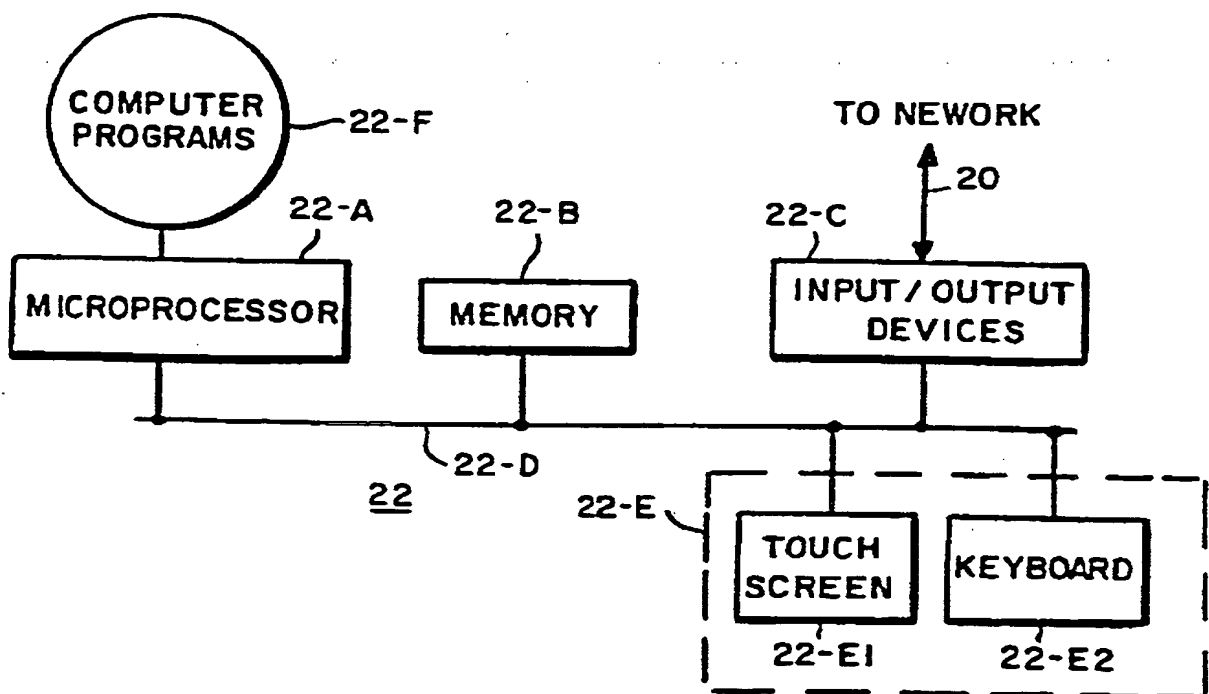 COMPUTER
PROGRAMS
22-F
TO NEWORK
20
22-A
22-B
22-C
MICROPROCESSOR
MEMORY
INPUT / OUTPUT
DEVICES
22-D
22
22-E
TOUCH
SCREEN
KEYBOARD
22-E1
22-E2